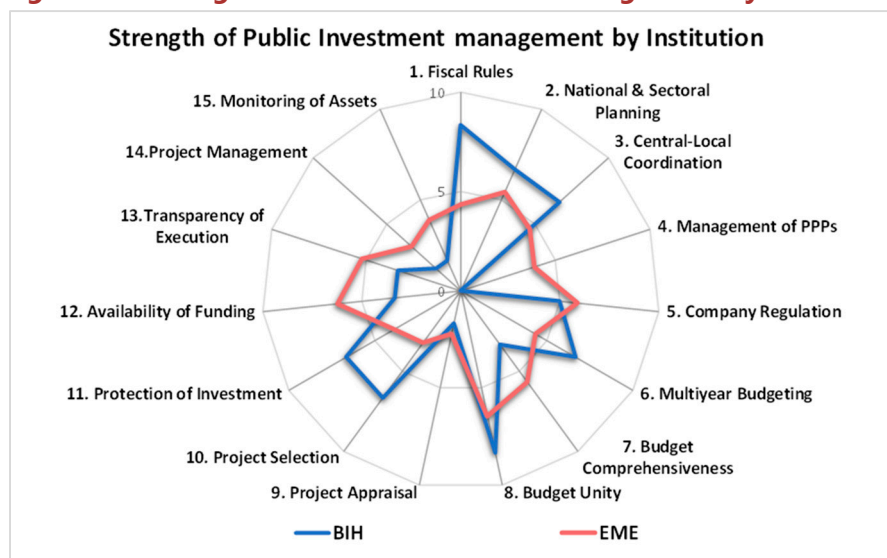 Strength of Public Investment management by Institution
1. Fiscal Rules
10
2. National & Sectoral
Planning
15. Monitoring of Assets
3. Central-Local
Coordination
14.Project Management
5
13.Transparency of
Execution
4. Management of PPPs
0
12. Availability of Funding
5. Company Regulation
11. Protection of Investment
6. Multiyear Budgeting
10. Project Selection
7. Budget
Comprehensiveness
9. Project Appraisal
8. Budget Unity
BIH
EME